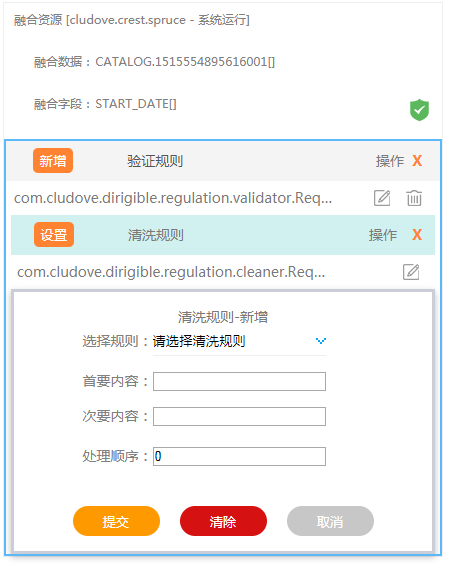 融合资源 [cludove.crest.spruce - 系统运行]
融合数据：CATALOG.1515554895616001[]
融合字段：START_DATE[]
新增 验证规则 操作 X
com.cludove.dirigible.regulation.validator.Req...
设置 清洗规则 操作 X
com.cludove.dirigible.regulation.cleaner.Req...
清洗规则-新增
选择规则：请选择清洗规则
首要内容：
次要内容：
处理顺序：0
提交 清除 取消